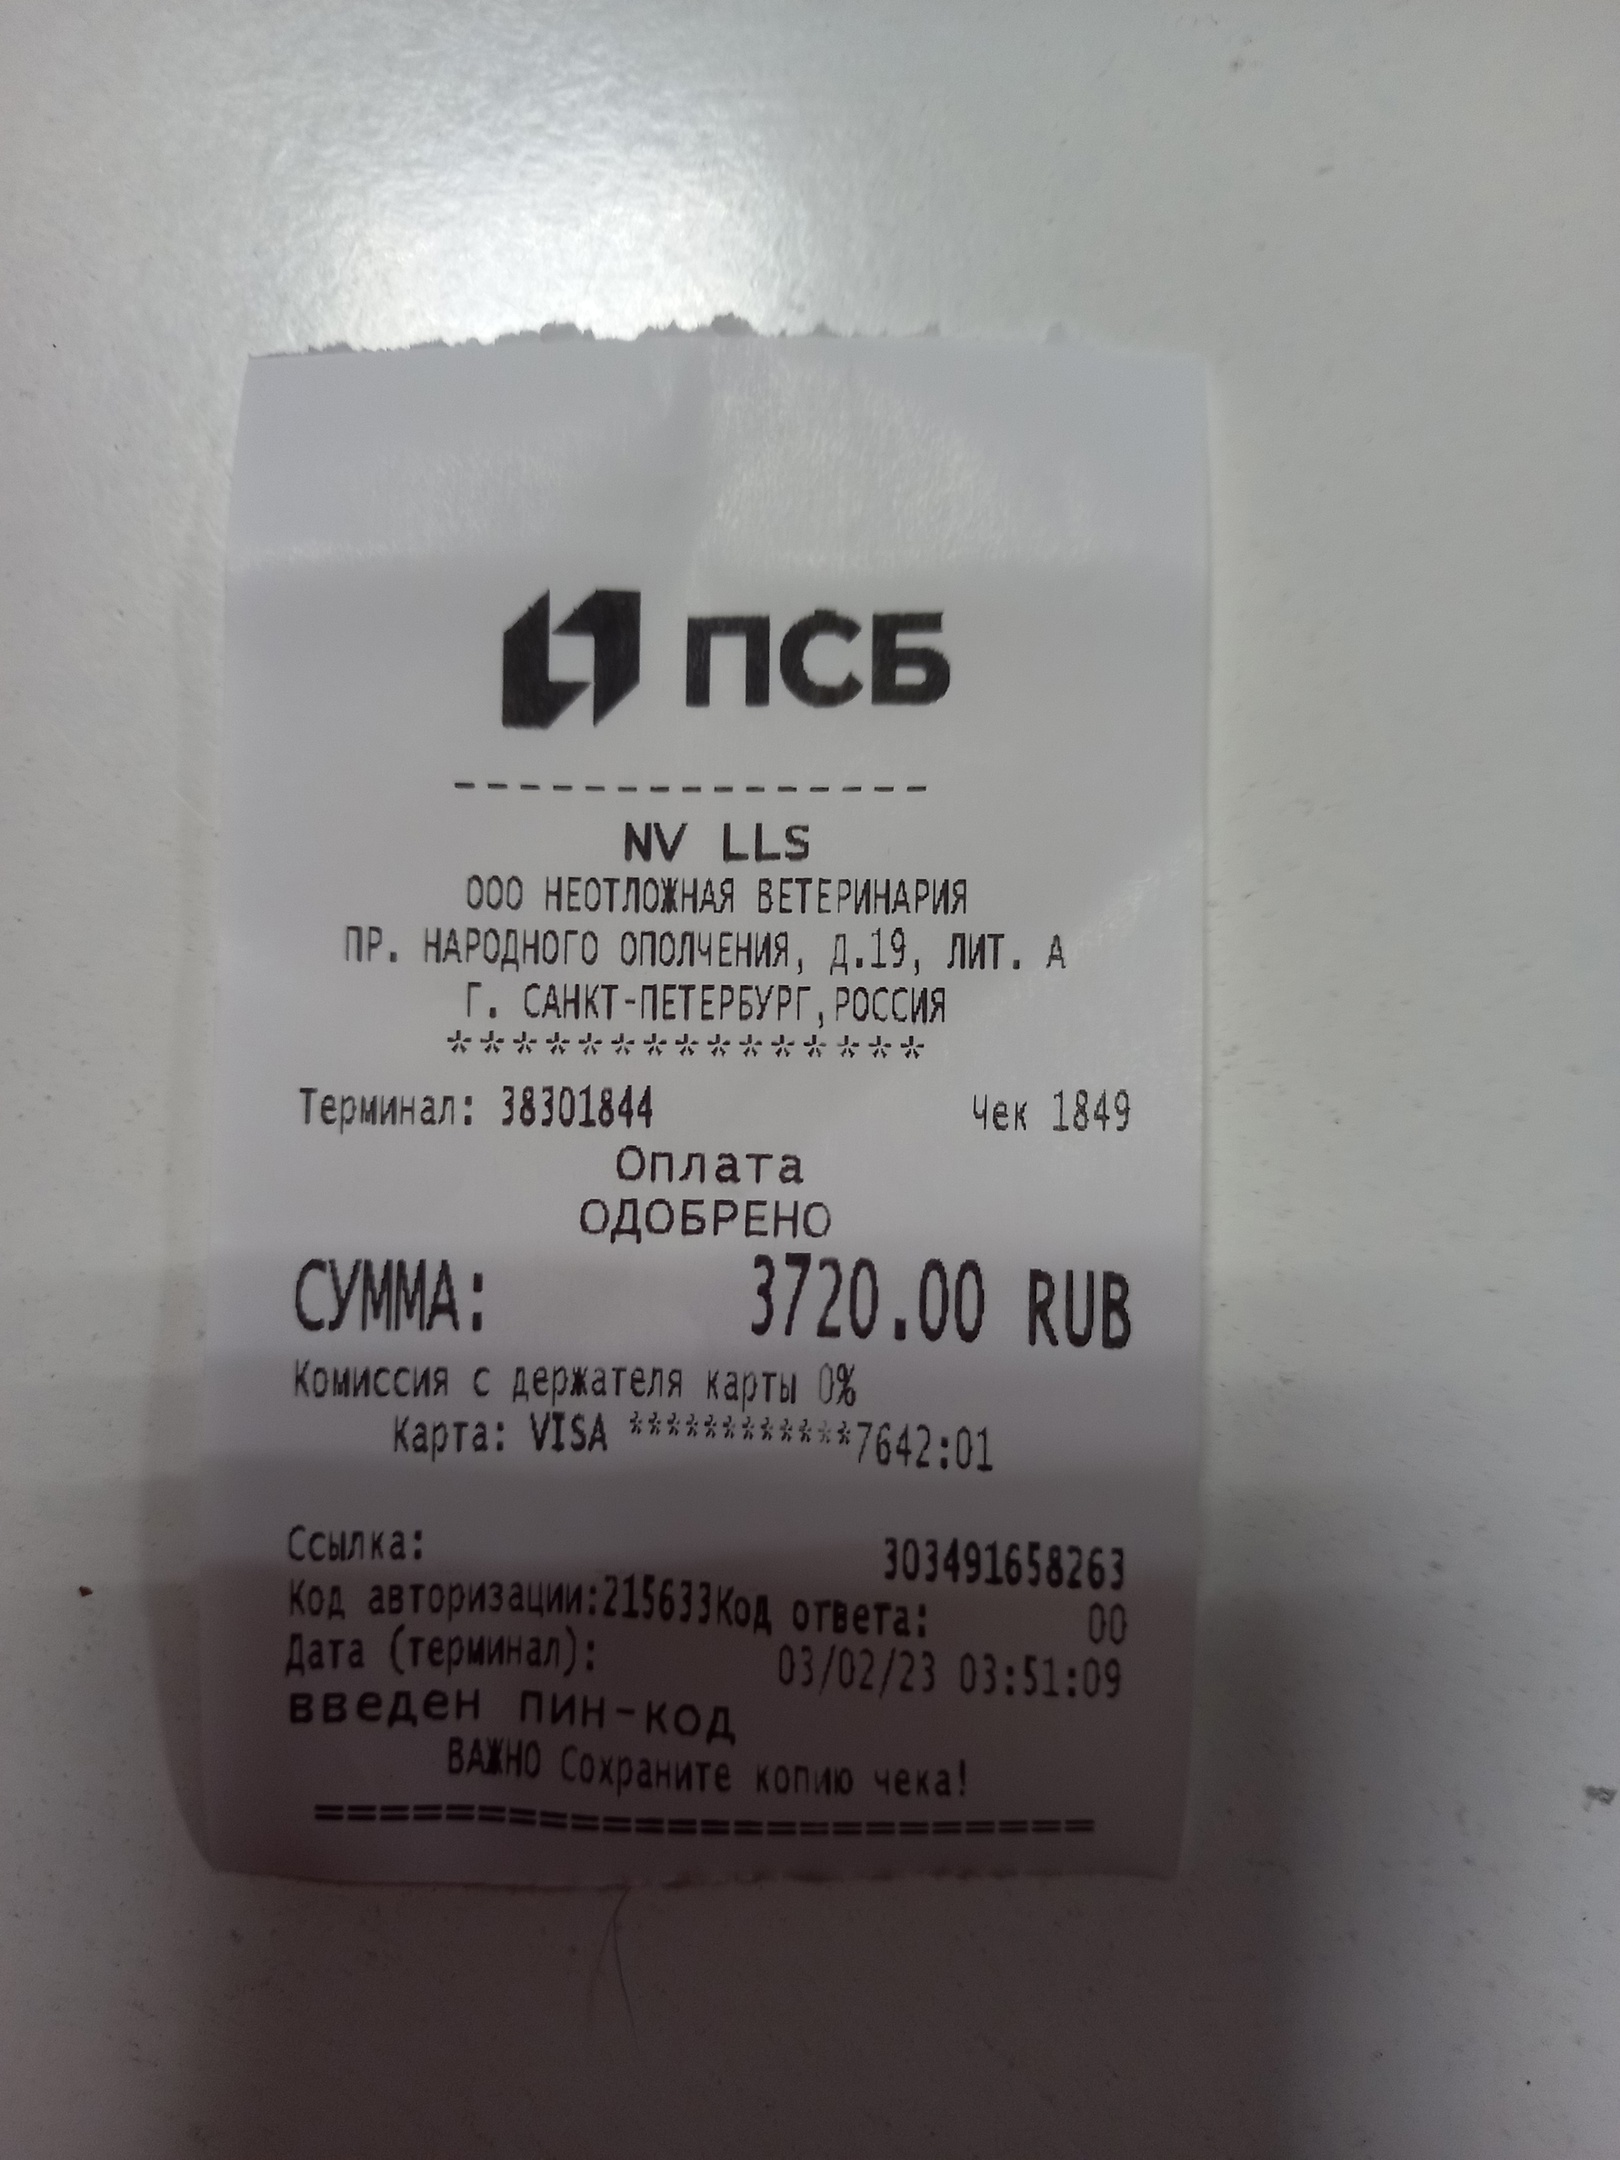 ПСБ
---------------
NV LLS
ООО НЕОТЛОЖНАЯ ВЕТЕРИНАРИЯ
ПР. НАРОДНОГО ОПОЛЧЕНИЯ, Д.19, ЛИТ. А
Г. САНКТ-ПЕТЕРБУРГ,РОССИЯ
***************
Терминал: 38301844 Чек 1849
Оплата
ОДОБРЕНО
СУММА: 3720.00 RUB
Комиссия с держателя карты 0%
Карта: VISA ************7642:01
Ссылка: 303491658263
Код авторизации:215633Код ответа: 00
Дата (терминал): 03/02/23 03:51:09
введен пин-код
ВАЖНО Сохраните копию чека!
========================